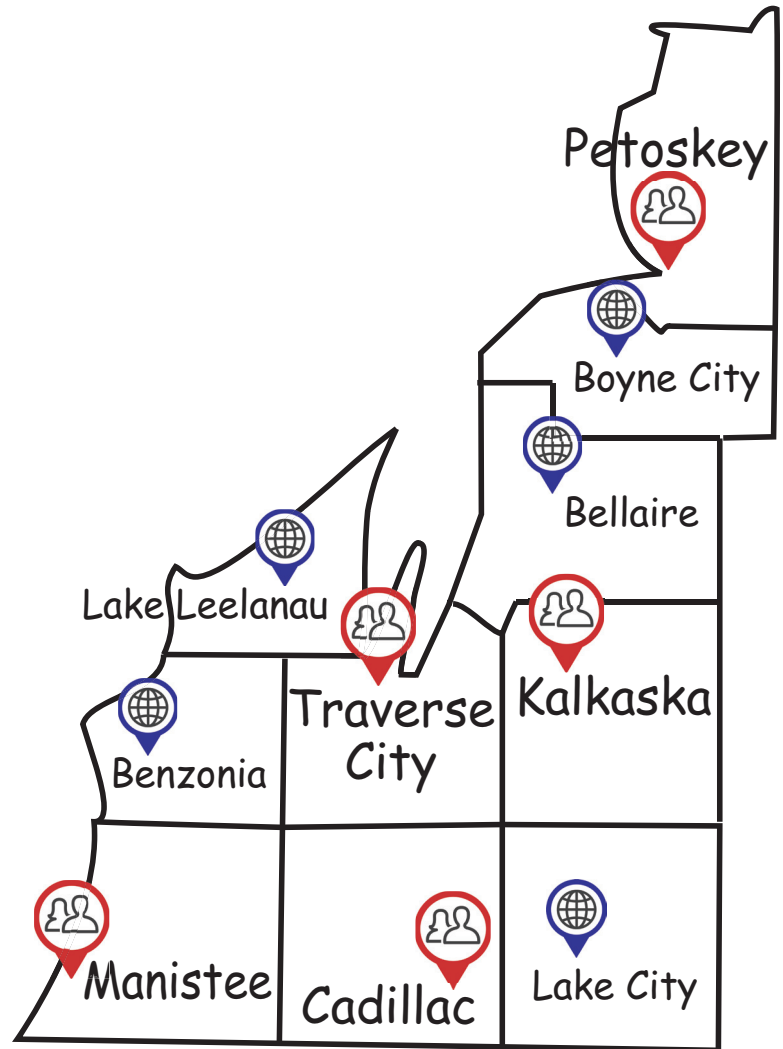 Petoskey
Boyne City
Bellaire
Lake Leelanau
Traverse
City
Kalkaska
Benzonia
Manistee
Cadillac
Lake City